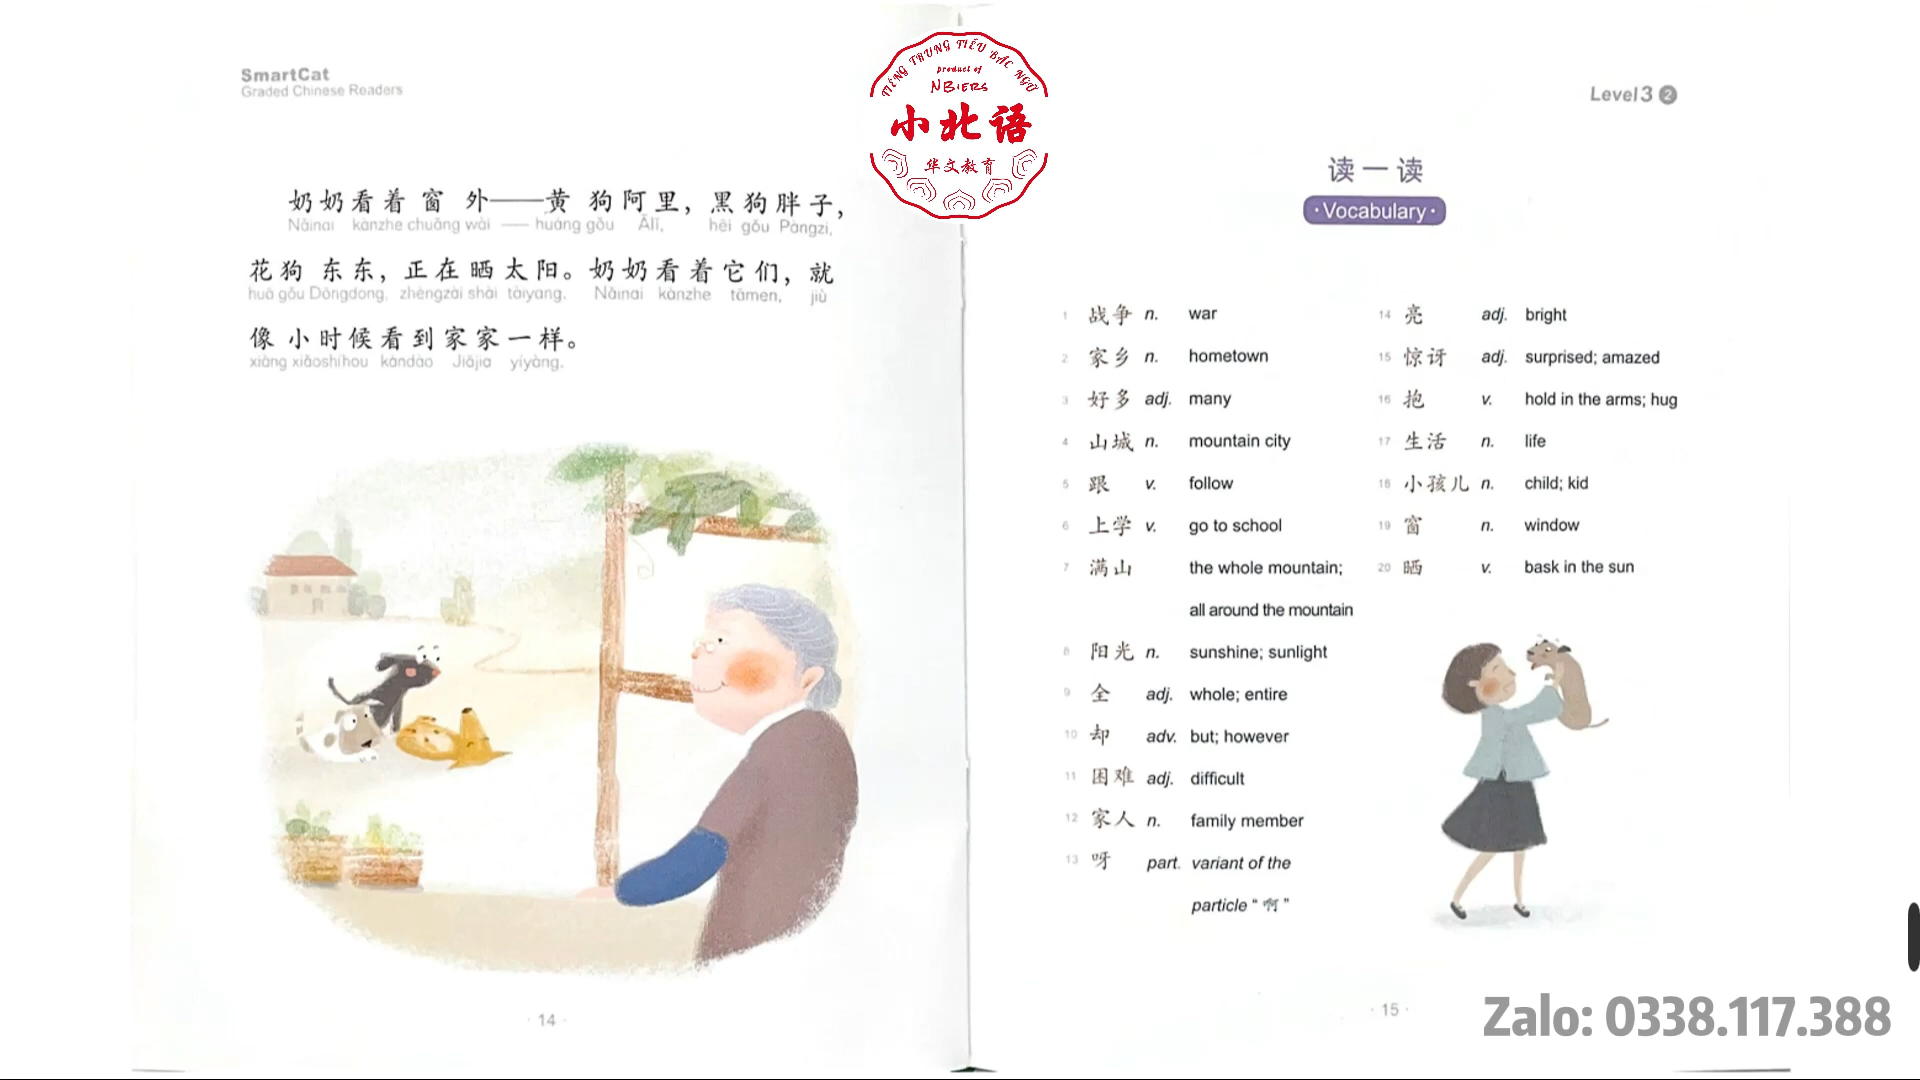 SmartCat
Graded Chinese Readers
奶奶看着窗外——黄狗阿里，黑狗胖子，
Nǎinai kànzhe chuāng wài —— huáng gǒu Ālǐ, hēi gǒu Pàngzi,
花狗东东，正在晒太阳。奶奶看着它们，就
huā gǒu Dōngdong, zhèngzài shài tàiyang. Nǎinai kànzhe tāmen, jiù
像小时候看到家家一样。
xiàng xiǎoshíhou kàndào Jiājia yíyàng.
· 14 ·
TIẾNG TRUNG TIỂU BẮC NGỮ
product of
NBIERS
小北语
华文教育
Level 3 2
读一读
·Vocabulary·
1 战争 n. war
2 家乡 n. hometown
3 好多 adj. many
4 山城 n. mountain city
5 跟 v. follow
6 上学 v. go to school
7 满山 the whole mountain;
all around the mountain
8 阳光 n. sunshine; sunlight
9 全 adj. whole; entire
10 却 adv. but; however
11 困难 adj. difficult
12 家人 n. family member
13 呀 part. variant of the
particle “啊”
14 亮 adj. bright
15 惊讶 adj. surprised; amazed
16 抱 v. hold in the arms; hug
17 生活 n. life
18 小孩儿 n. child; kid
19 窗 n. window
20 晒 v. bask in the sun
· 15 ·
Zalo: 0338.117.388